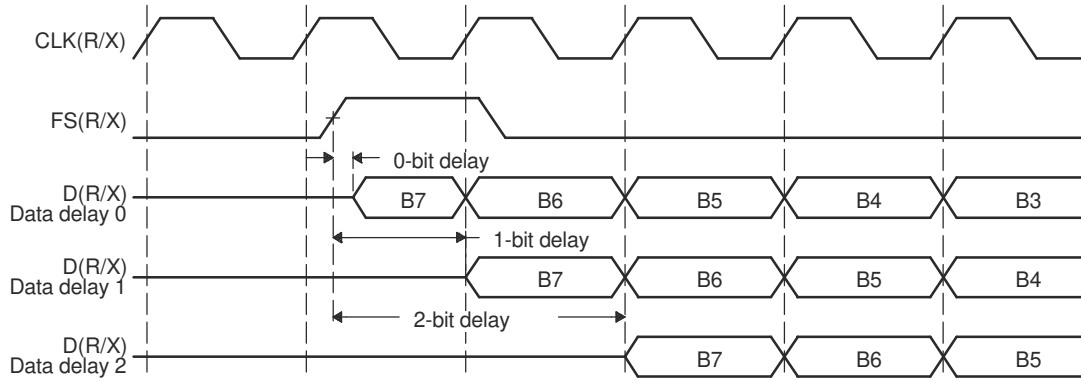 CLK(R/X)
FS(R/X)
0-bit delay
D(R/X)
Data delay 0
B7 B6 B5 B4 B3
1-bit delay
D(R/X)
Data delay 1
B7 B6 B5 B4
2-bit delay
D(R/X)
Data delay 2
B7 B6 B5